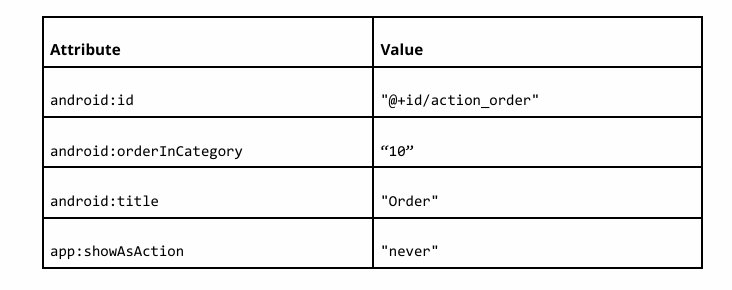 Attribute Value
android:id "@+id/action_order"
android:orderInCategory “10”
android:title "Order"
app:showAsAction "never"